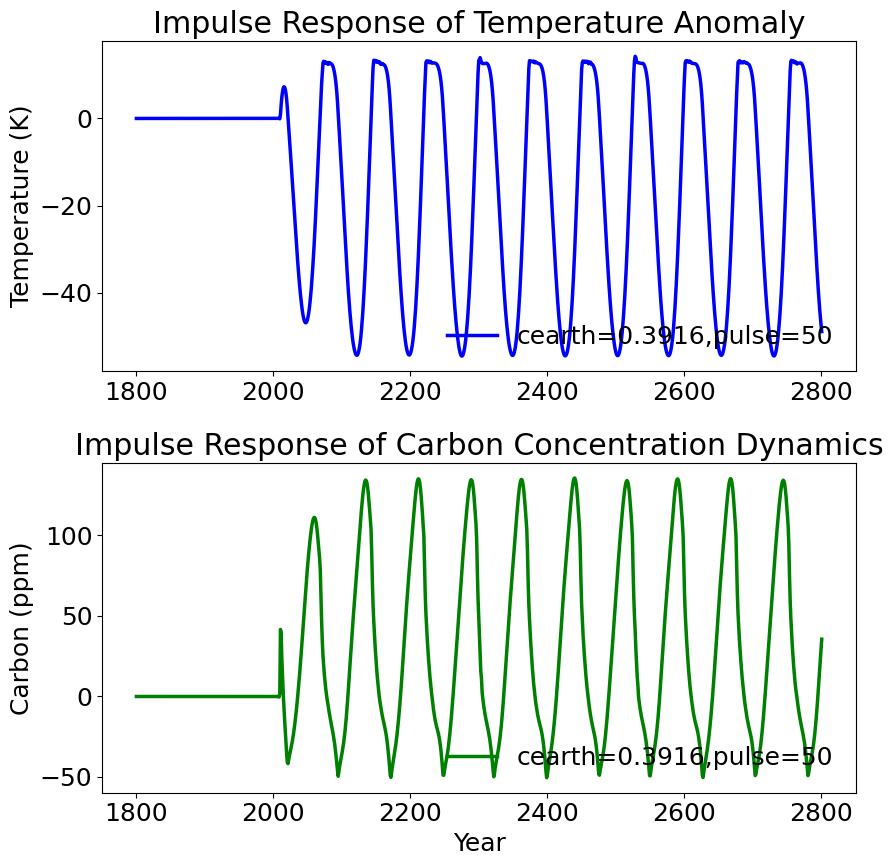 Impulse Response of Temperature Anomaly
Temperature (K)
0
−20
−40
cearth=0.3916,pulse=50
1800 2000 2200 2400 2600 2800
Impulse Response of Carbon Concentration Dynamics
Carbon (ppm)
100
50
0
−50
cearth=0.3916,pulse=50
1800 2000 2200 2400 2600 2800
Year